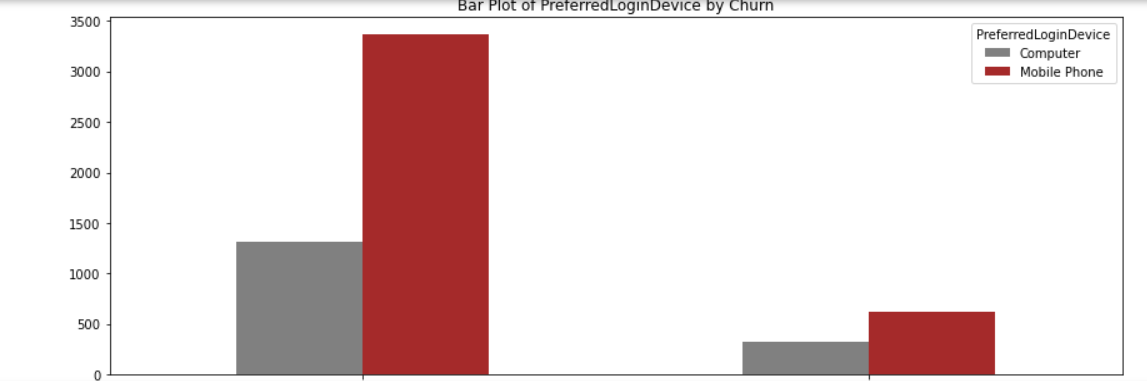 Bar Plot of PreferredLoginDevice by Churn
3500
3000
2500
2000
1500
1000
500
0
PreferredLoginDevice
Computer
Mobile Phone